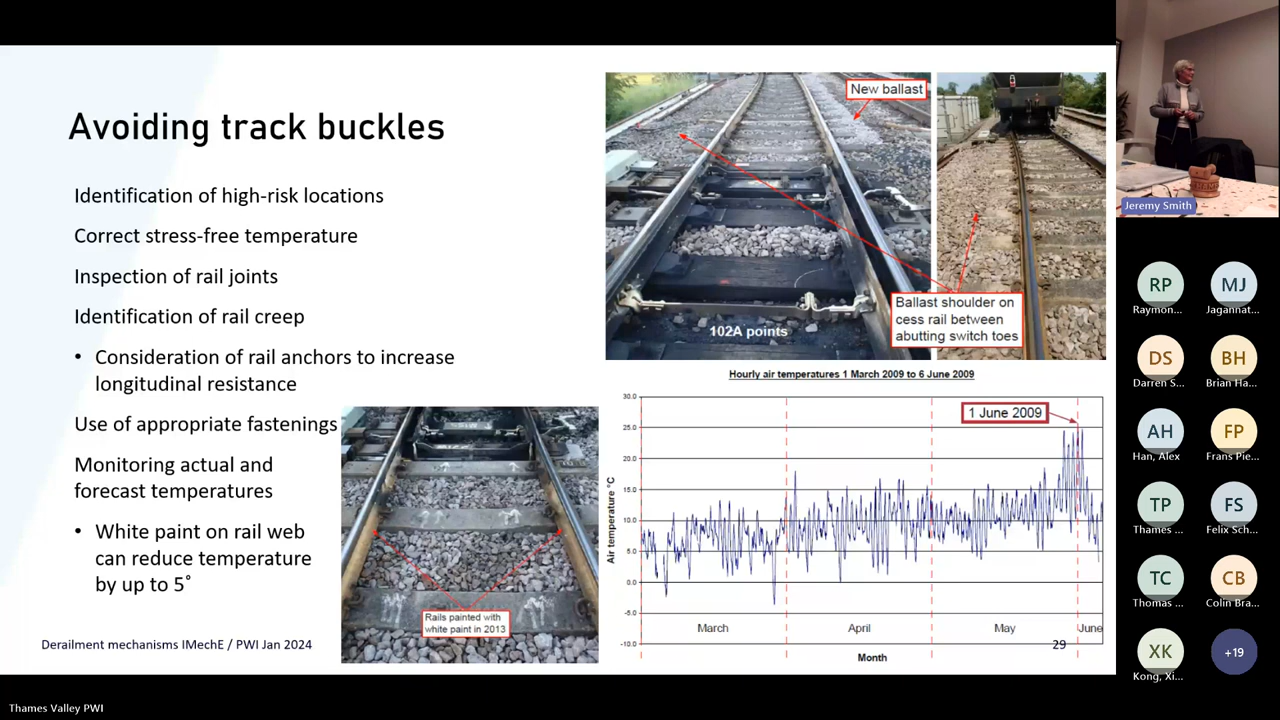 Avoiding track buckles
Identification of high-risk locations
Correct stress-free temperature
Inspection of rail joints
Identification of rail creep
• Consideration of rail anchors to increase
longitudinal resistance
Use of appropriate fastenings
Monitoring actual and
forecast temperatures
• White paint on rail web
can reduce temperature
by up to 5˚
Derailment mechanisms IMechE / PWI Jan 2024
New ballast
Ballast shoulder on
cess rail between
abutting switch toes
102A points
Rails painted with
white paint in 2013
Hourly air temperatures 1 March 2009 to 6 June 2009
1 June 2009
Air temperature °C
30.0
25.0
20.0
15.0
10.0
5.0
0.0
-5.0
-10.0
March
April
May
June
Month
29
Jeremy Smith
RP
Raymon...
MJ
Jagannat...
DS
Darren S...
BH
Brian Ha...
AH
Han, Alex
FP
Frans Pie...
TP
Thames ...
FS
Felix Sch...
TC
Thomas ...
CB
Colin Bra...
XK
Kong, Xi...
+19
Thames Valley PWI